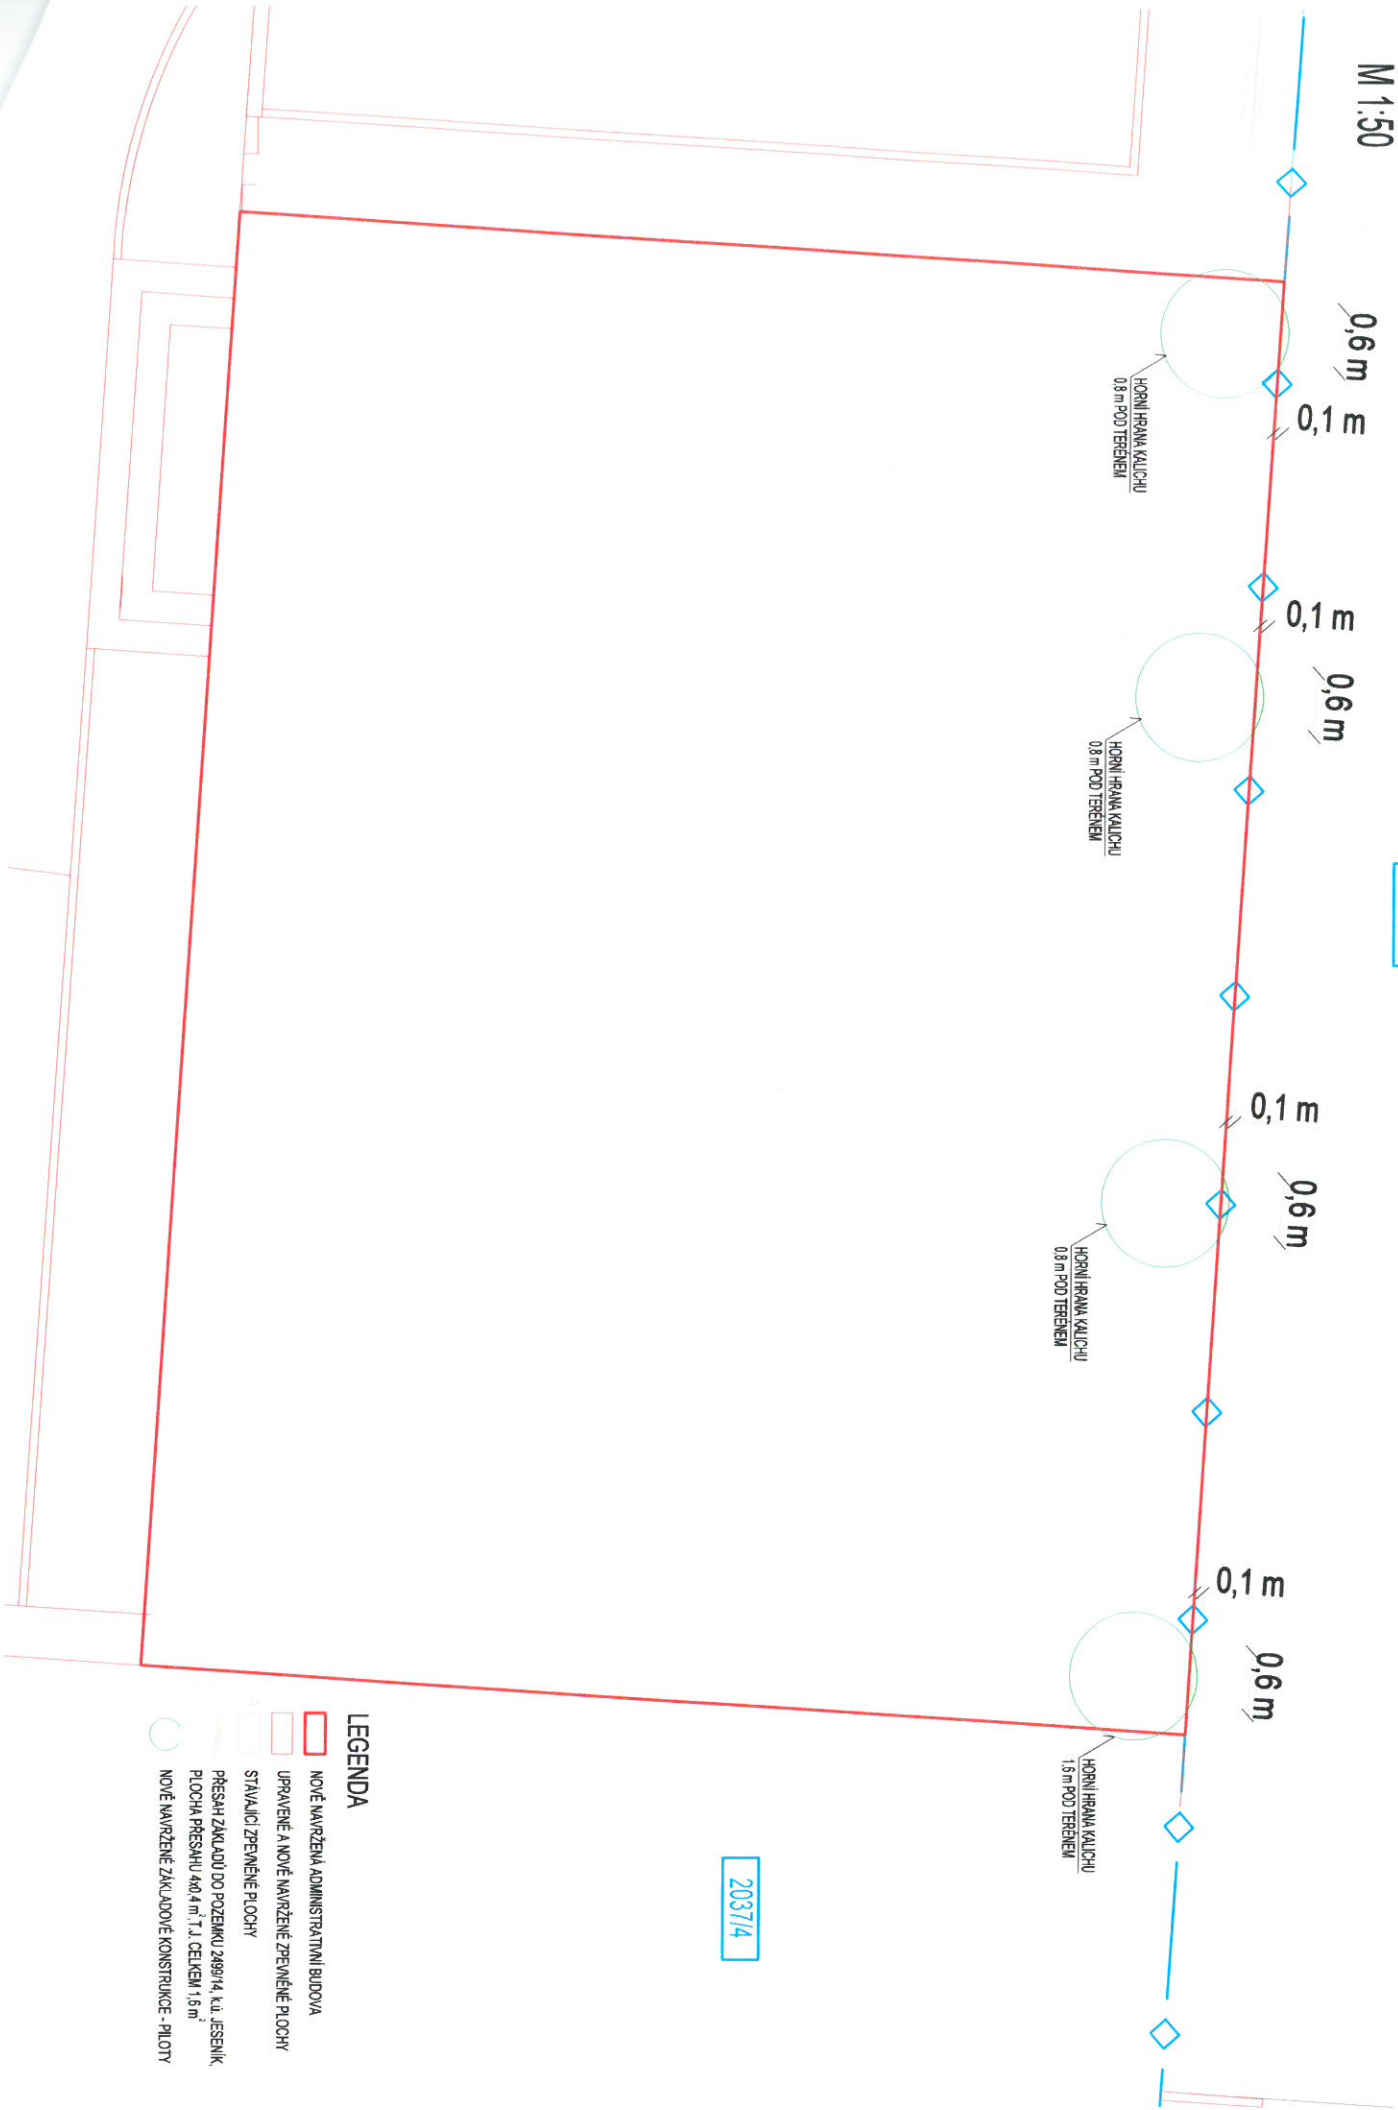 M 1:50
0,6 m
0,1 m
0,1 m
0,6 m
0,1 m
0,6 m
0,1 m
0,6 m
HORNÍ HRANA KALICHU
0,8 m POD TERÉNEM
HORNÍ HRANA KALICHU
0,8 m POD TERÉNEM
HORNÍ HRANA KALICHU
0,8 m POD TERÉNEM
HORNÍ HRANA KALICHU
1,6 m POD TERÉNEM
2037/4
LEGENDA
NOVĚ NAVRŽENÁ ADMINISTRATIVNÍ BUDOVA
UPRAVENÉ A NOVĚ NAVRŽENÉ ZPEVNĚNÉ PLOCHY
STÁVAJÍCÍ ZPEVNĚNÉ PLOCHY
PŘESAH ZÁKLADŮ DO POZEMKU 2499/14, k.ú. JESENÍK,
PLOCHA PŘESAHU 4x0,4 m², T.J. CELKEM 1,6 m²
NOVĚ NAVRŽENÉ ZÁKLADOVÉ KONSTRUKCE - PILOTY